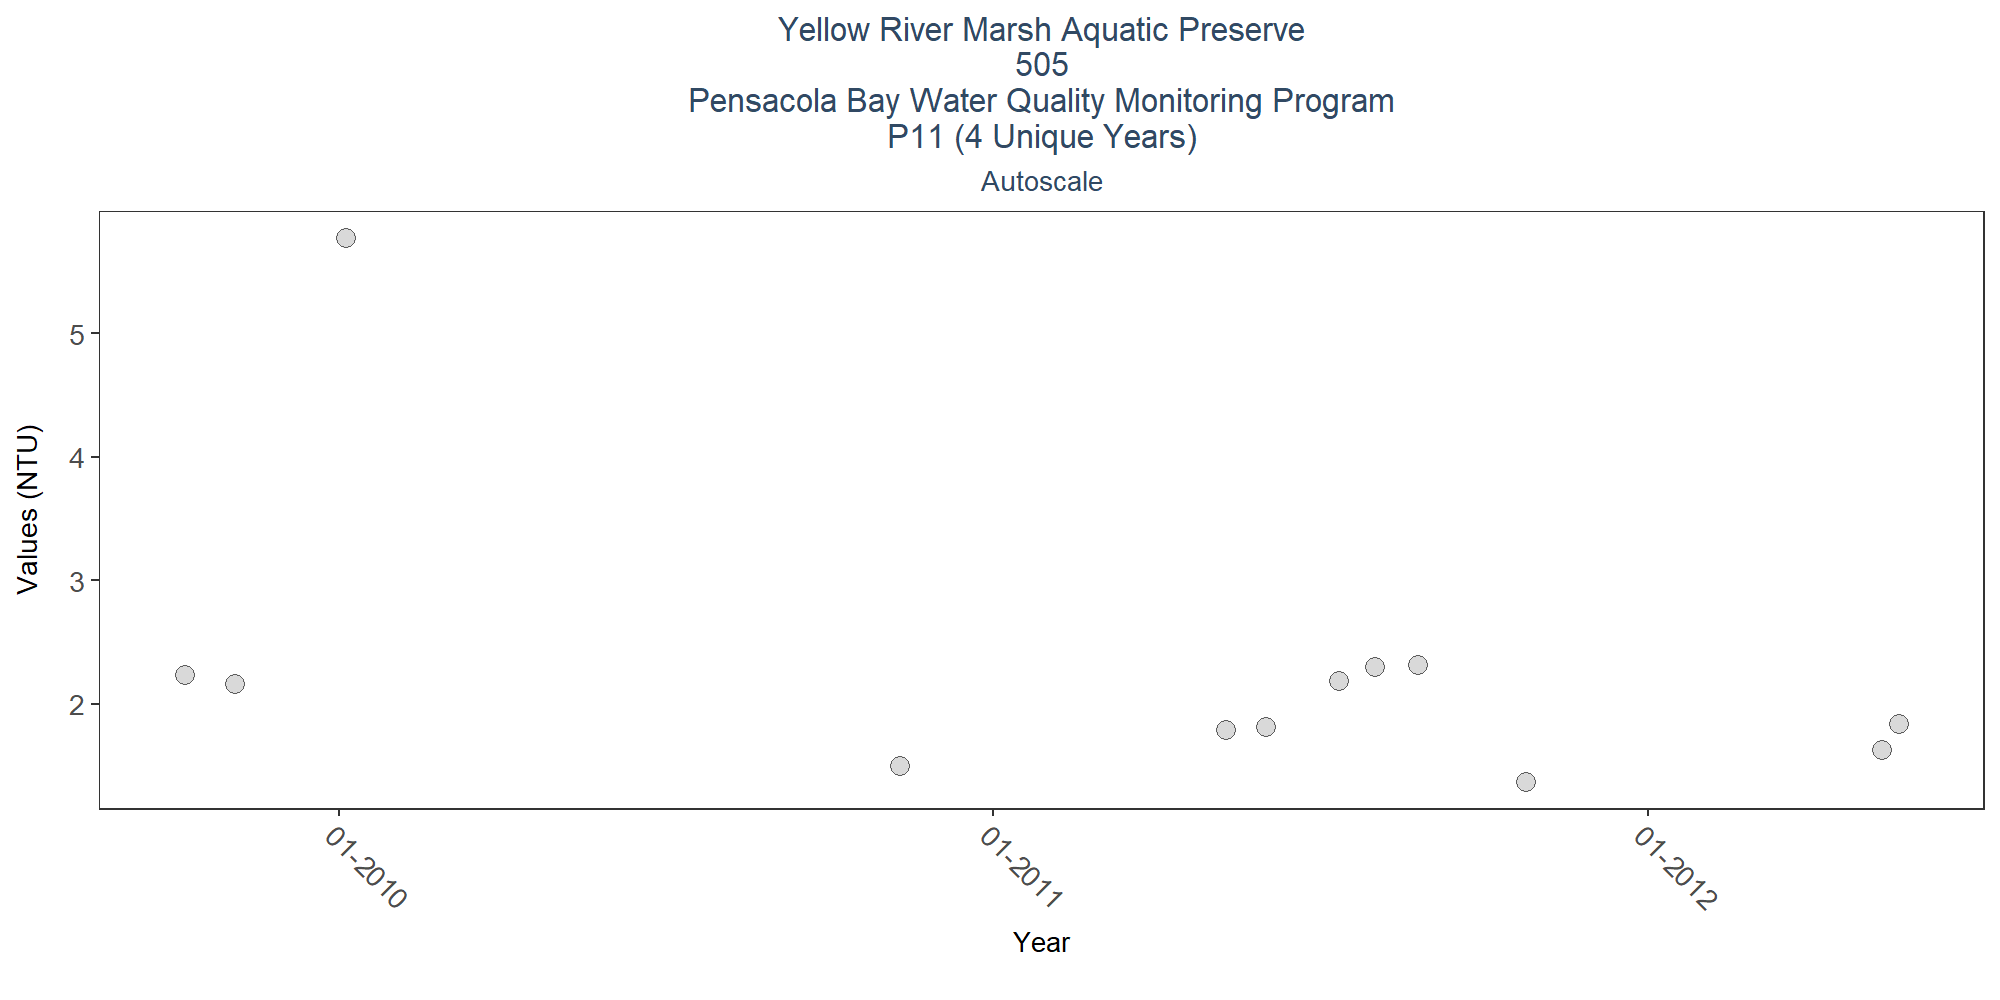 Yellow River Marsh Aquatic Preserve
505
Pensacola Bay Water Quality Monitoring Program
P11 (4 Unique Years)
Autoscale
Values (NTU)
5
4
3
2
01-2010
01-2011
01-2012
Year